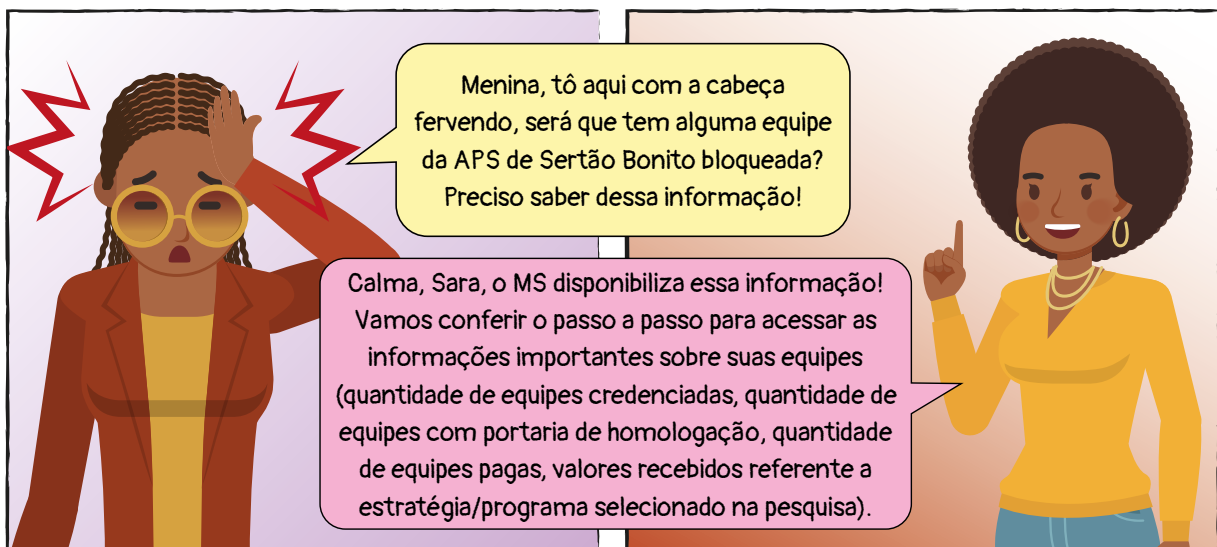 Menina, tô aqui com a cabeça
fervendo, será que tem alguma equipe
da APS de Sertão Bonito bloqueada?
Preciso saber dessa informação!
Calma, Sara, o MS disponibiliza essa informação!
Vamos conferir o passo a passo para acessar as
informações importantes sobre suas equipes
(quantidade de equipes credenciadas, quantidade de
equipes com portaria de homologação, quantidade
de equipes pagas, valores recebidos referente a
estratégia/programa selecionado na pesquisa).